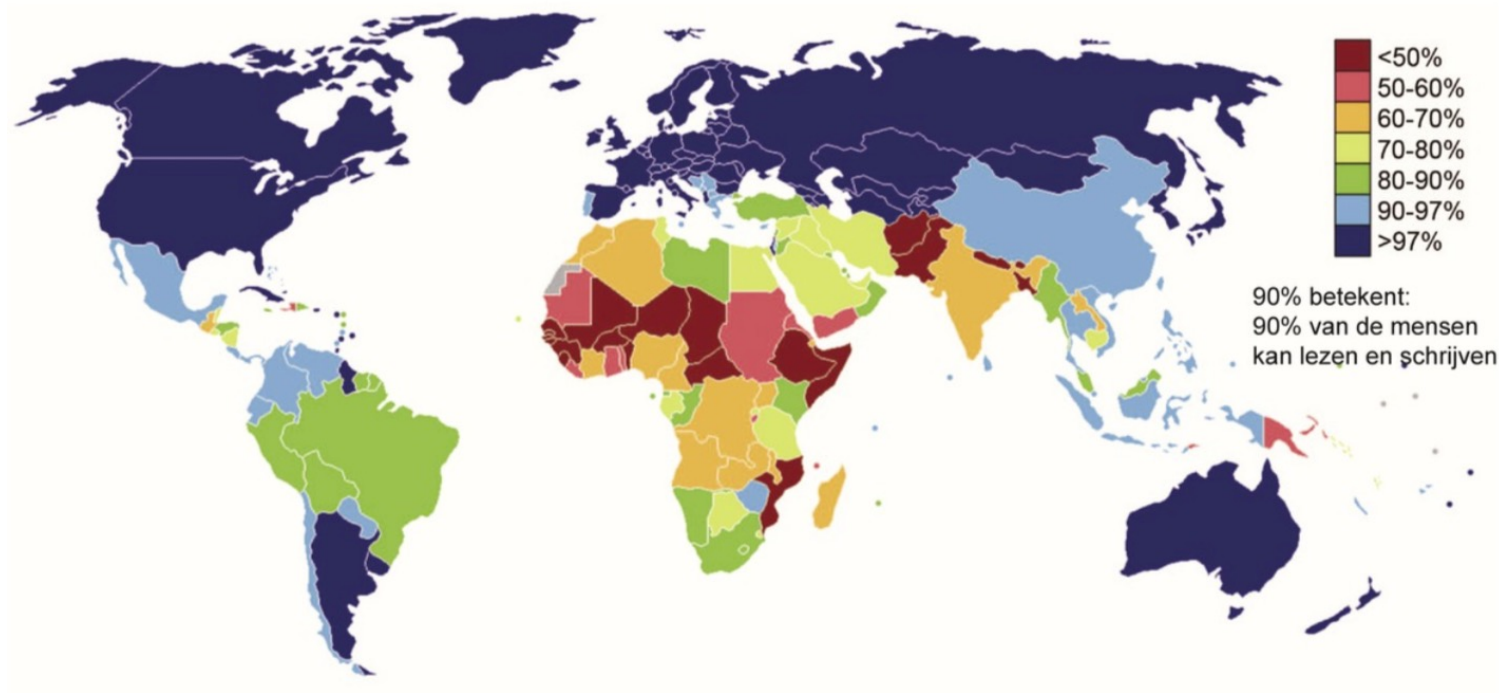 <50%
50-60%
60-70%
70-80%
80-90%
90-97%
>97%
90% betekent:
90% van de mensen
kan lezen en schrijven